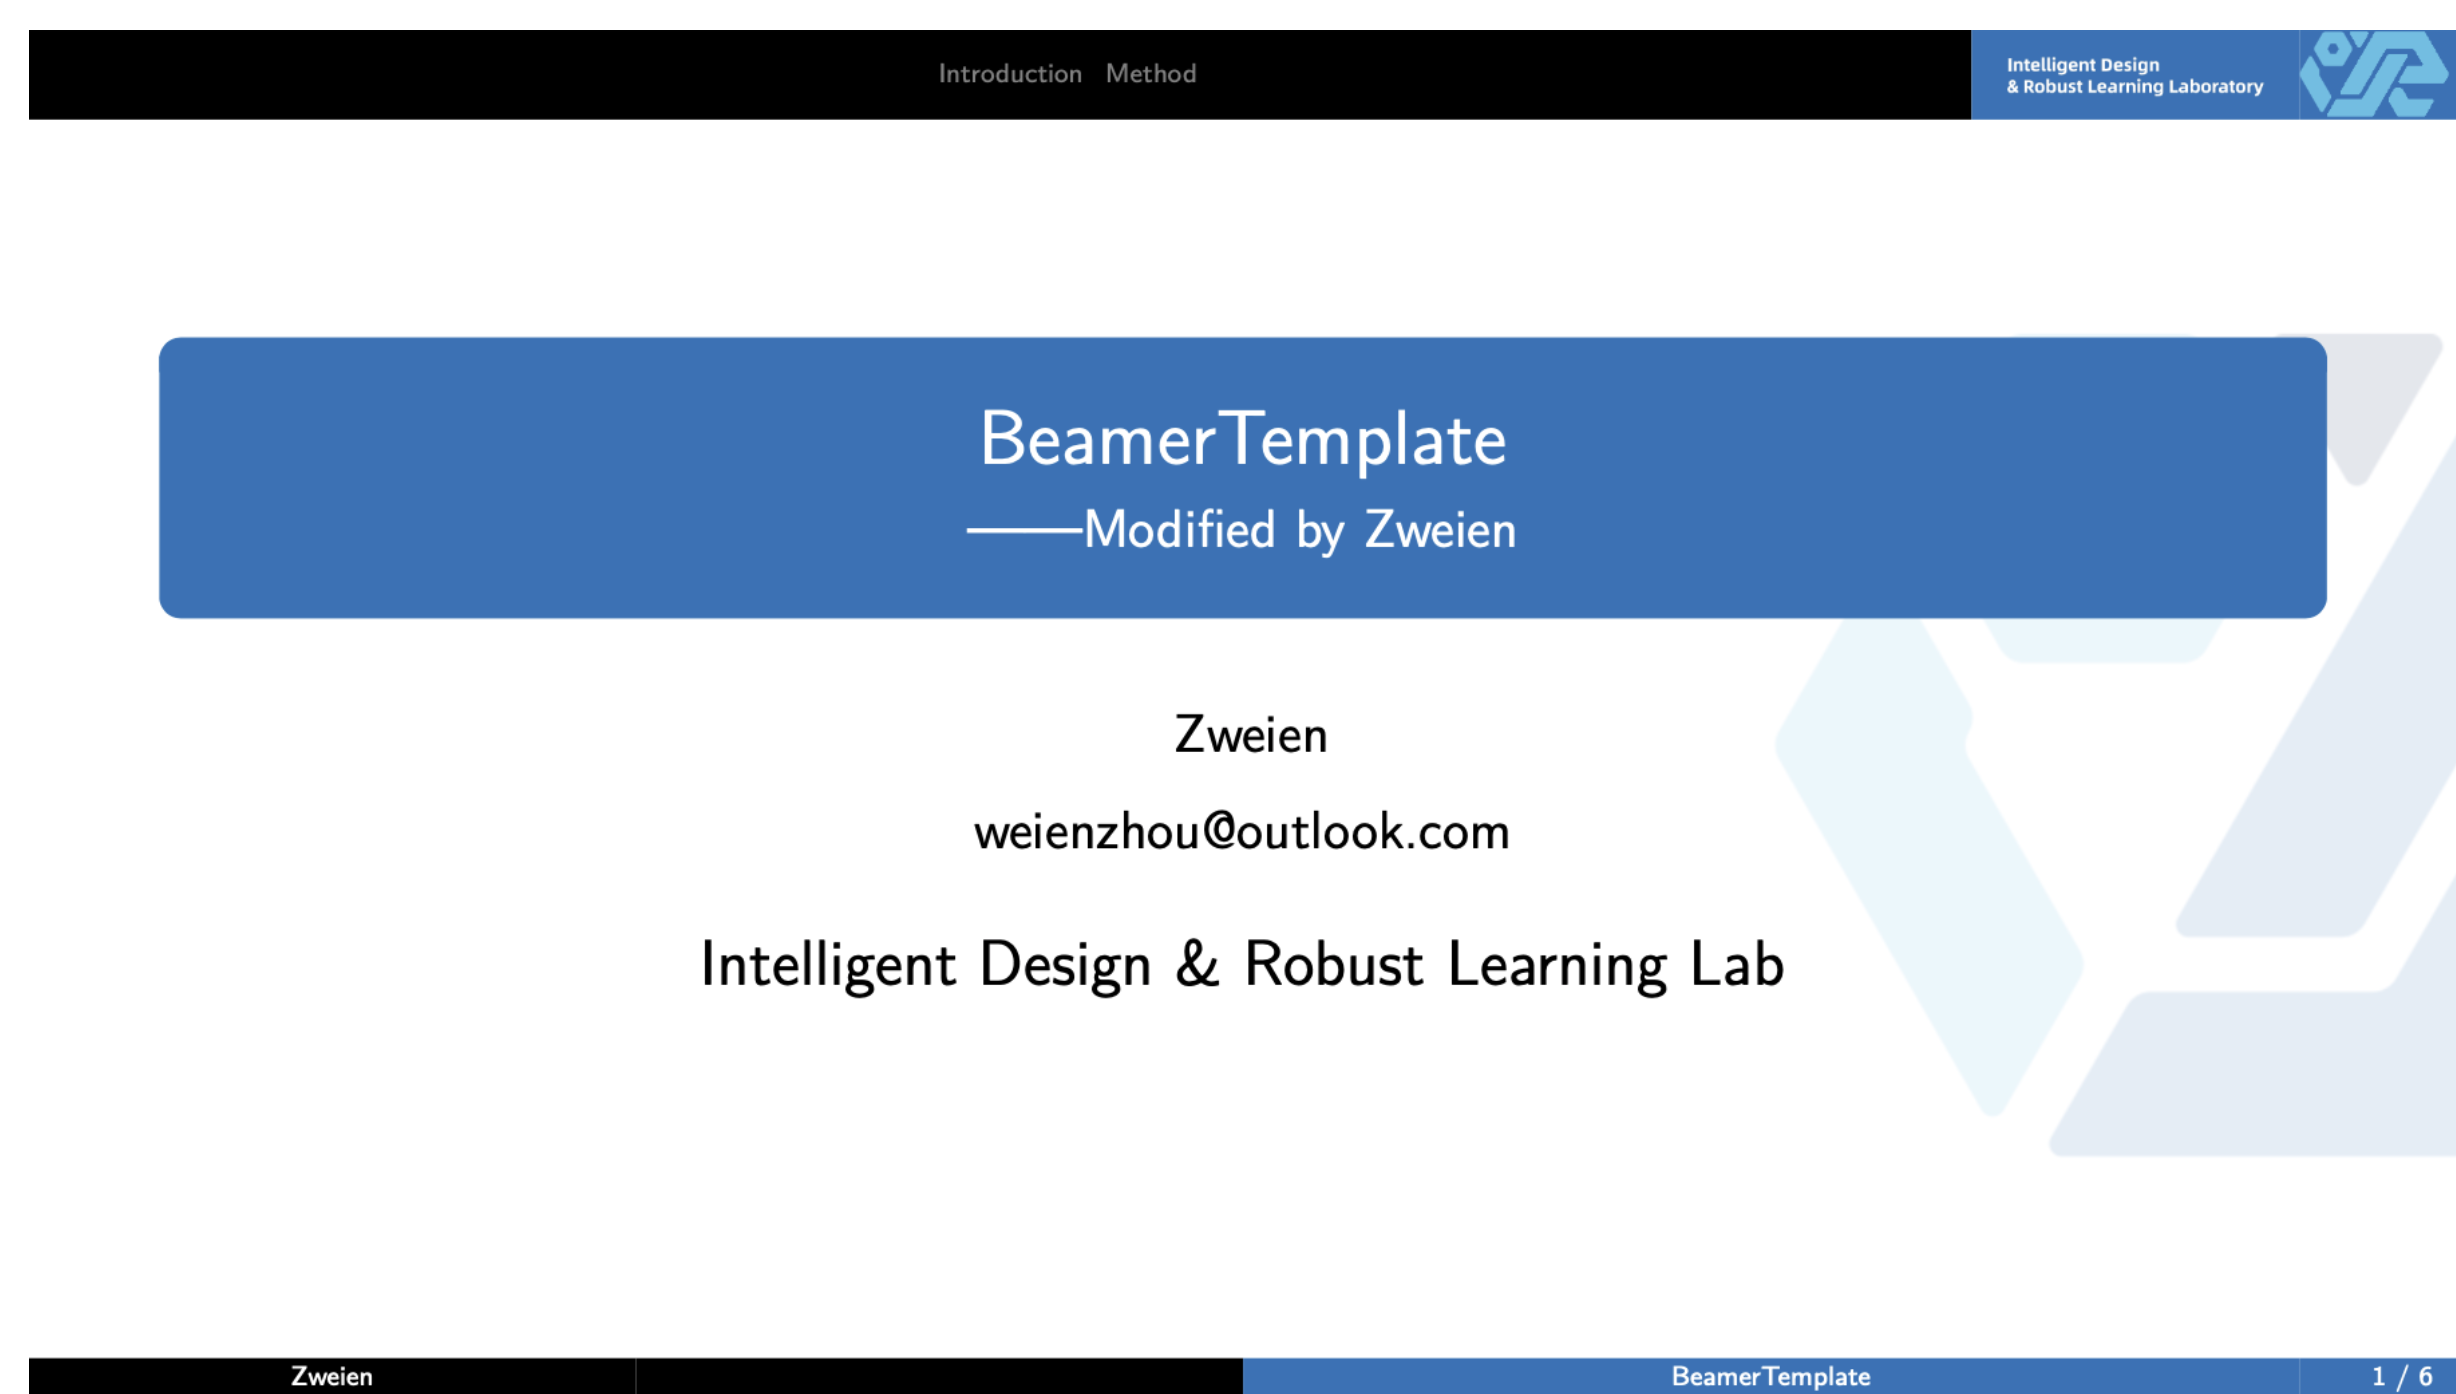 Introduction Method
Intelligent Design
& Robust Learning Laboratory
BeamerTemplate
——Modified by Zweien
Zweien
weienzhou@outlook.com
Intelligent Design & Robust Learning Lab
Zweien
BeamerTemplate
1 / 6